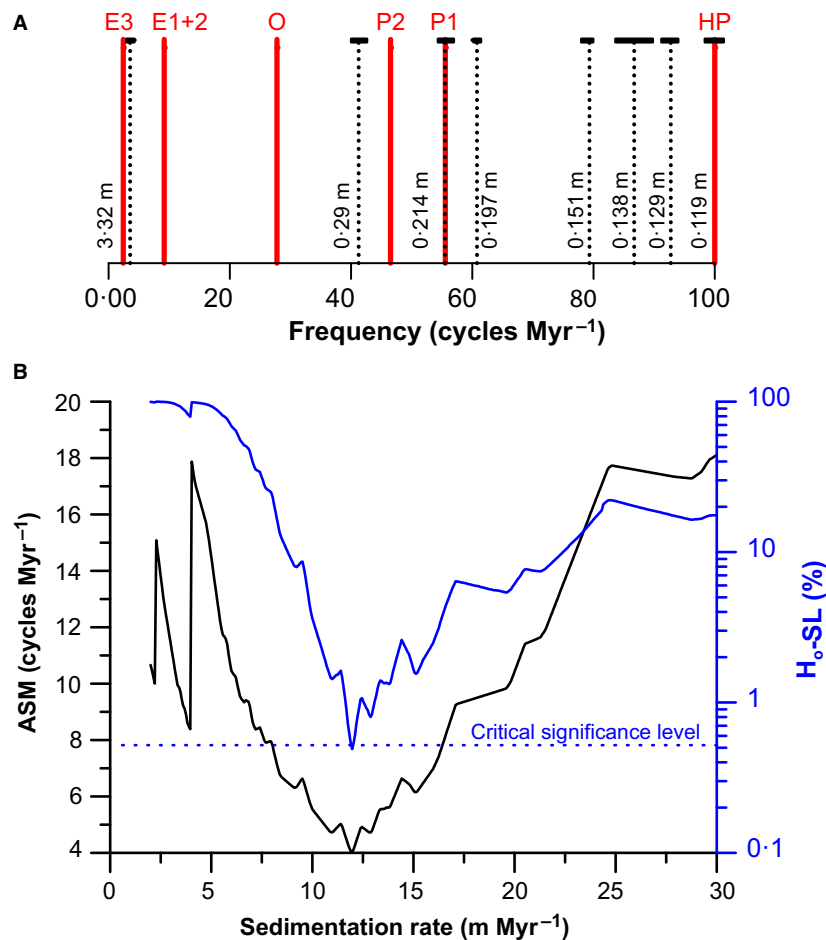 A
E3 E1+2 O P2 P1 HP
3·32 m 0·29 m 0·214 m 0·197 m 0·151 m 0·138 m 0·129 m 0·119 m
0·00 20 40 60 80 100
Frequency (cycles Myr⁻¹)
B
20 100
18
16
14 10
12
10 1
8 Critical significance level
6
4 0·1
ASM (cycles Myr⁻¹)
Hₒ-SL (%)
0 5 10 15 20 25 30
Sedimentation rate (m Myr⁻¹)